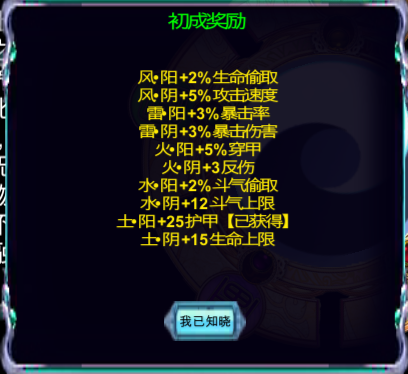 初成奖励
风•阳+2%生命偷取
风•阴+5%攻击速度
雷•阳+3%暴击率
雷•阴+3%暴击伤害
火•阳+5%穿甲
火•阴+3反伤
水•阳+2%斗气偷取
水•阴+12斗气上限
土•阳+25护甲【已获得】
土•阴+15生命上限
我已知晓